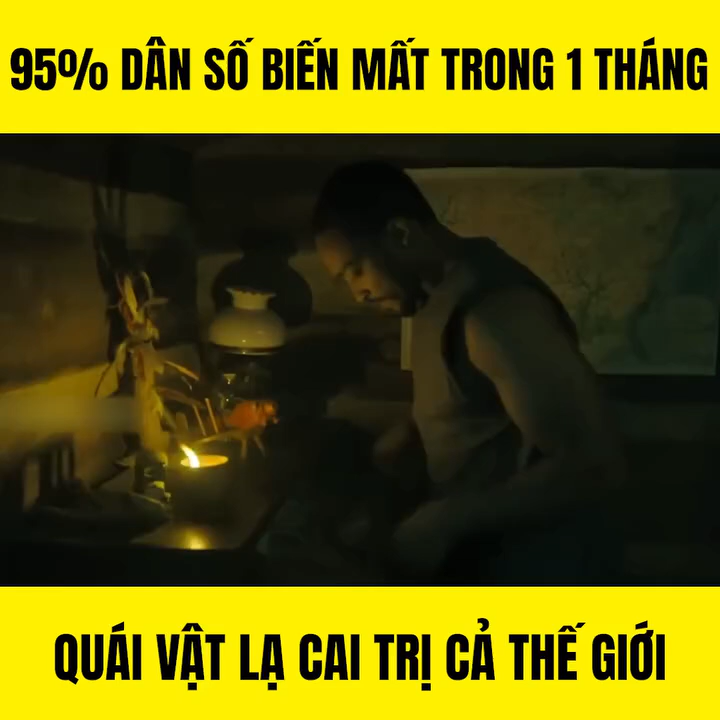 95% DÂN SỐ BIẾN MẤT TRONG 1 THÁNG
QUÁI VẬT LẠ CAI TRỊ CẢ THẾ GIỚI